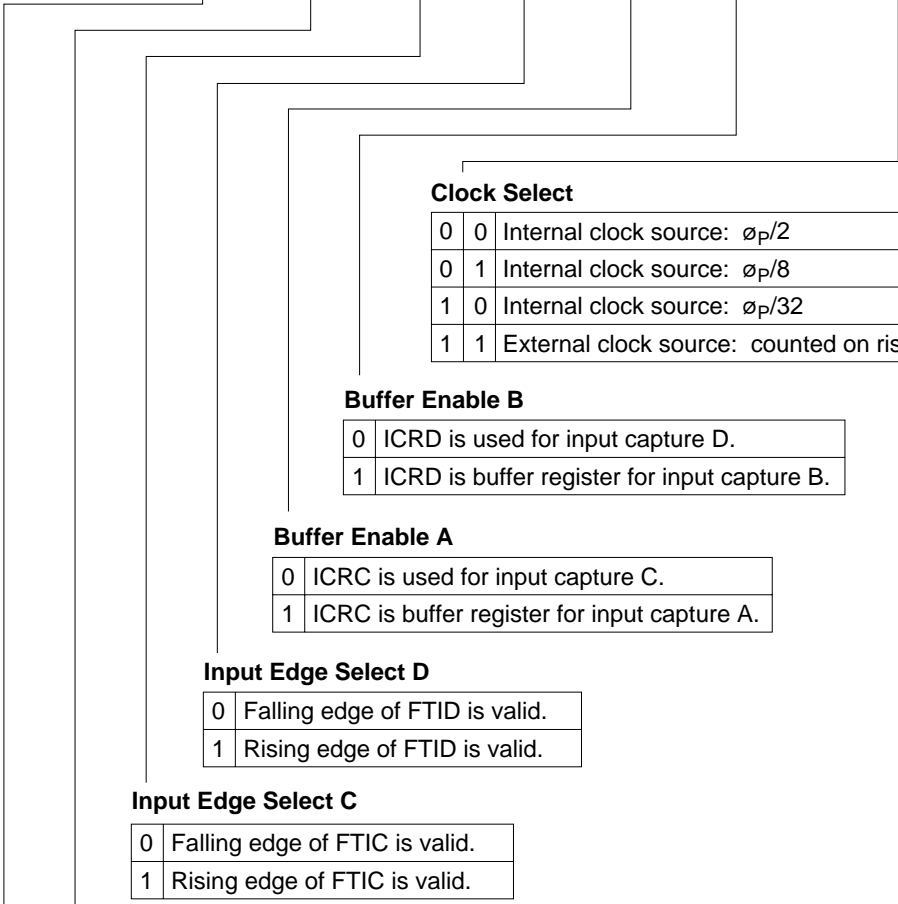 Clock Select
0 0 Internal clock source: øP/2
0 1 Internal clock source: øP/8
1 0 Internal clock source: øP/32
1 1 External clock source: counted on ris
Buffer Enable B
0 ICRD is used for input capture D.
1 ICRD is buffer register for input capture B.
Buffer Enable A
0 ICRC is used for input capture C.
1 ICRC is buffer register for input capture A.
Input Edge Select D
0 Falling edge of FTID is valid.
1 Rising edge of FTID is valid.
Input Edge Select C
0 Falling edge of FTIC is valid.
1 Rising edge of FTIC is valid.